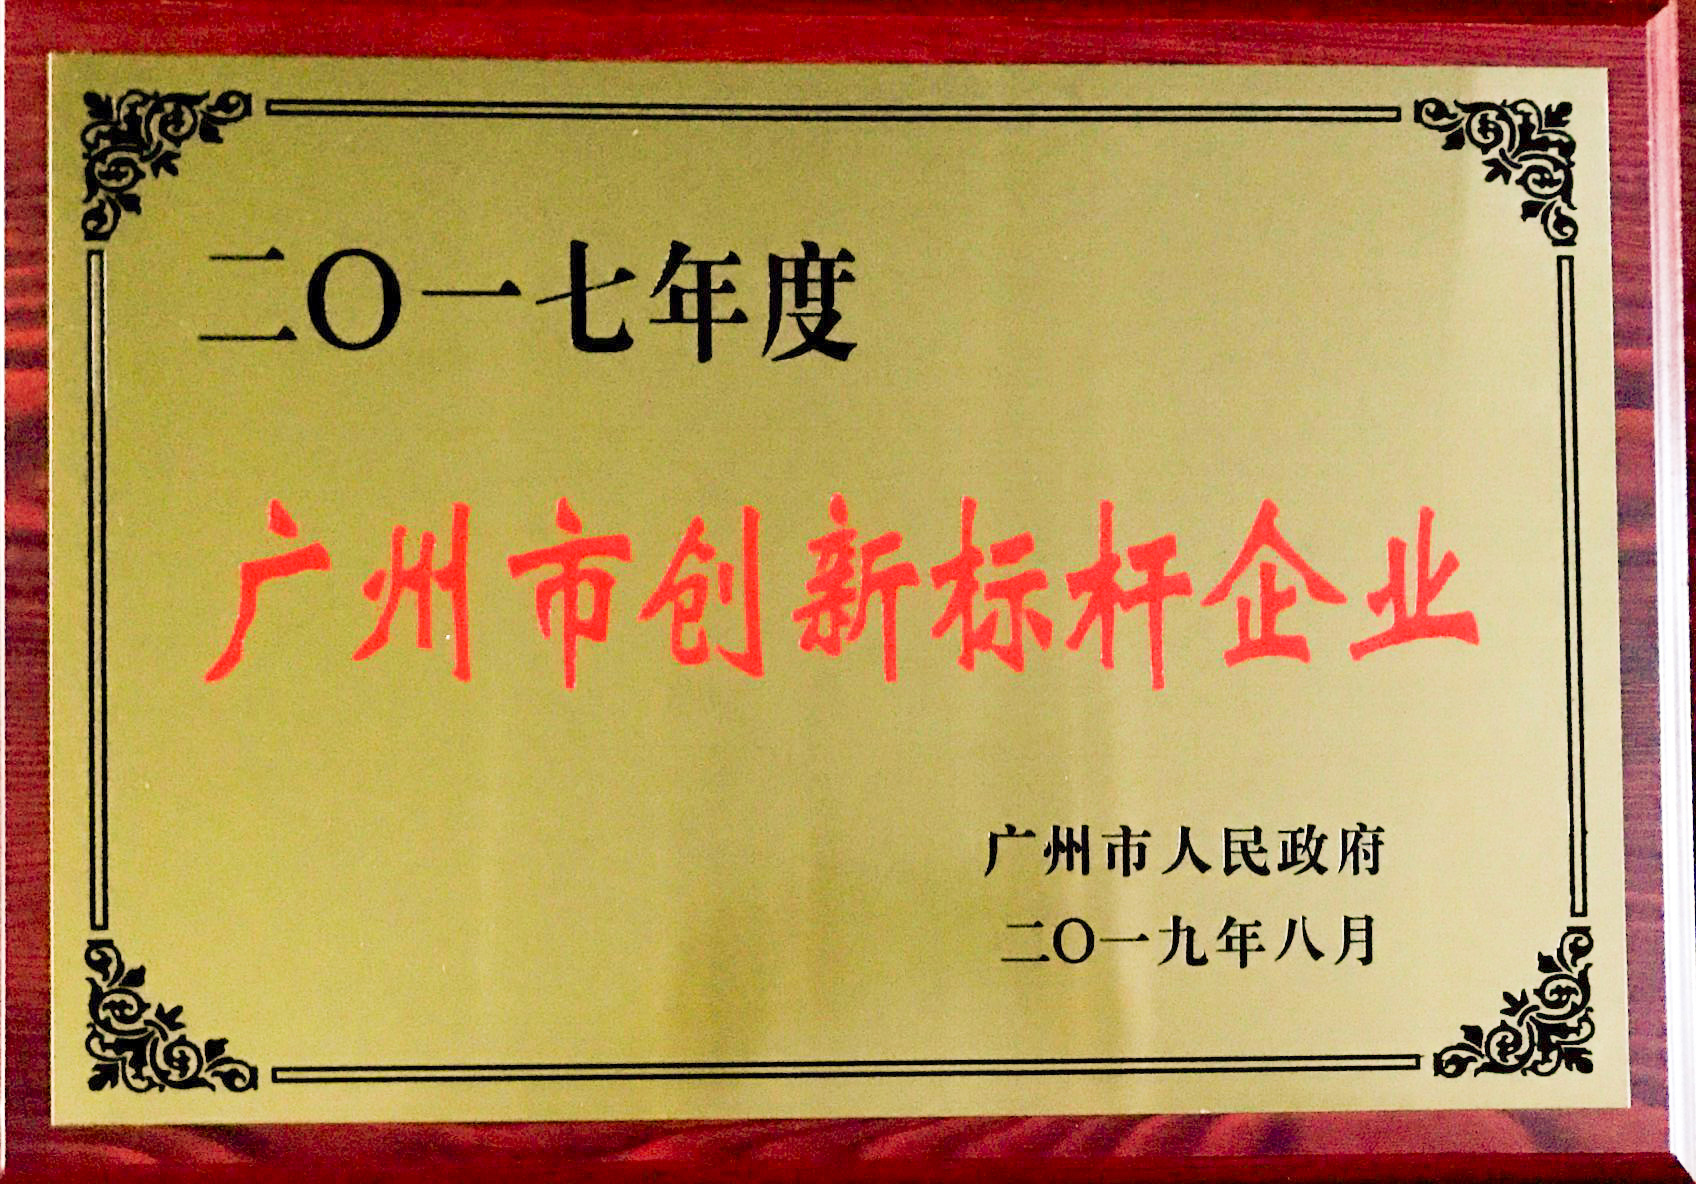 二〇一七年度
广州市创新标杆企业
广州市人民政府
二〇一九年八月